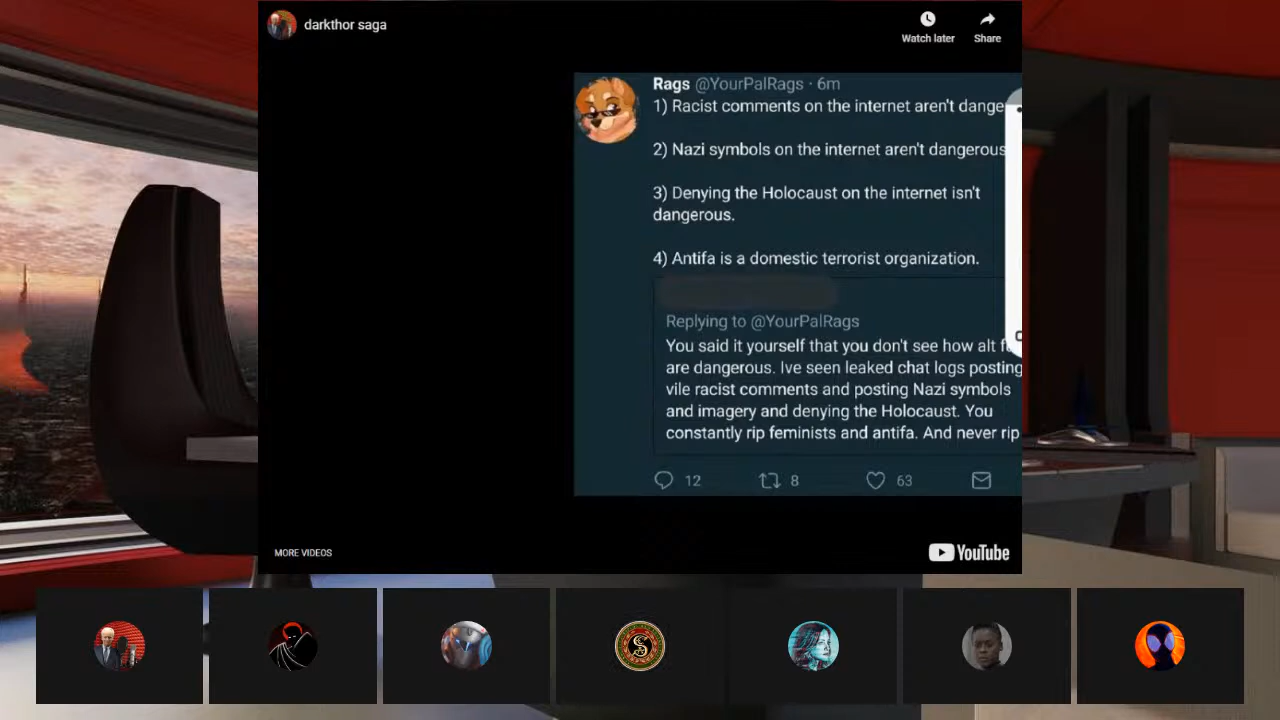 darkthor saga
Watch later
Share
Rags @YourPalRags · 6m
1) Racist comments on the internet aren't dange
2) Nazi symbols on the internet aren't dangerous
3) Denying the Holocaust on the internet isn't
dangerous.
4) Antifa is a domestic terrorist organization.
Replying to @YourPalRags
You said it yourself that you don't see how alt f
are dangerous. Ive seen leaked chat logs posting
vile racist comments and posting Nazi symbols
and imagery and denying the Holocaust. You
constantly rip feminists and antifa. And never rip
12
8
63
MORE VIDEOS
YouTube
S